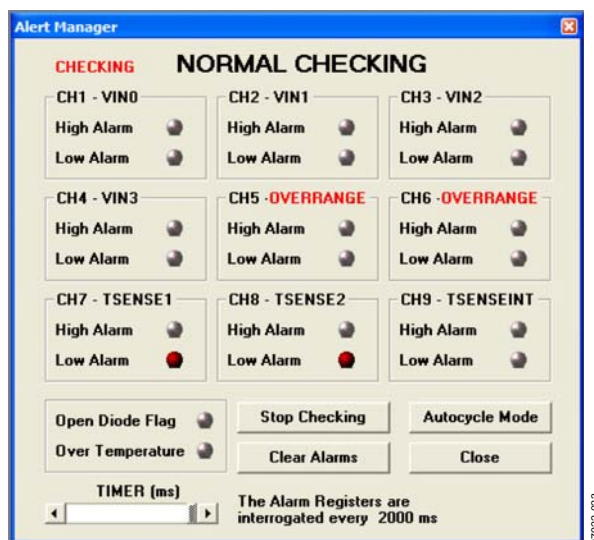 Alert Manager
CHECKING NORMAL CHECKING
CH1 - VIN0 CH2 - VIN1 CH3 - VIN2
High Alarm High Alarm High Alarm
Low Alarm Low Alarm Low Alarm
CH4 - VIN3 CH5 -OVERRANGE CH6 -OVERRANGE
High Alarm High Alarm High Alarm
Low Alarm Low Alarm Low Alarm
CH7 - TSENSE1 CH8 - TSENSE2 CH9 - TSENSEINT
High Alarm High Alarm High Alarm
Low Alarm Low Alarm Low Alarm
Open Diode Flag Stop Checking Autocycle Mode
Over Temperature Clear Alarms Close
TIMER (ms)
The Alarm Registers are
interrogated every 2000 ms